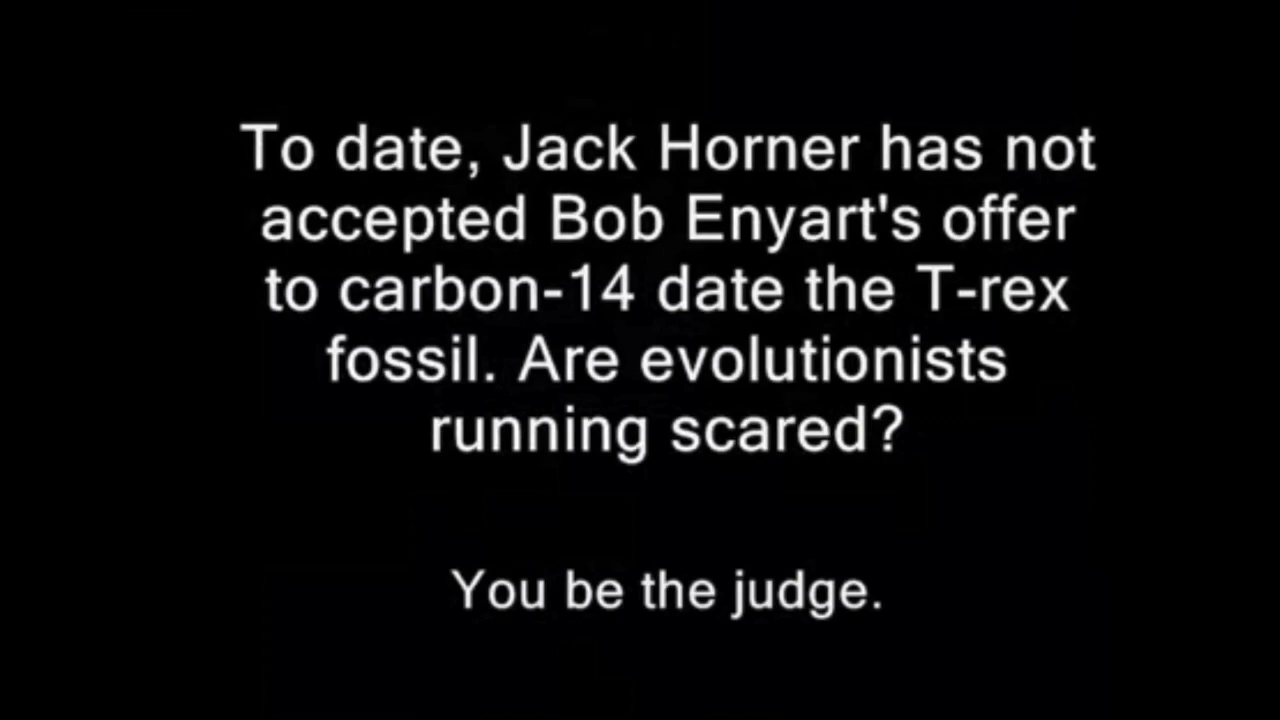 To date, Jack Horner has not
accepted Bob Enyart's offer
to carbon-14 date the T-rex
fossil. Are evolutionists
running scared?
You be the judge.